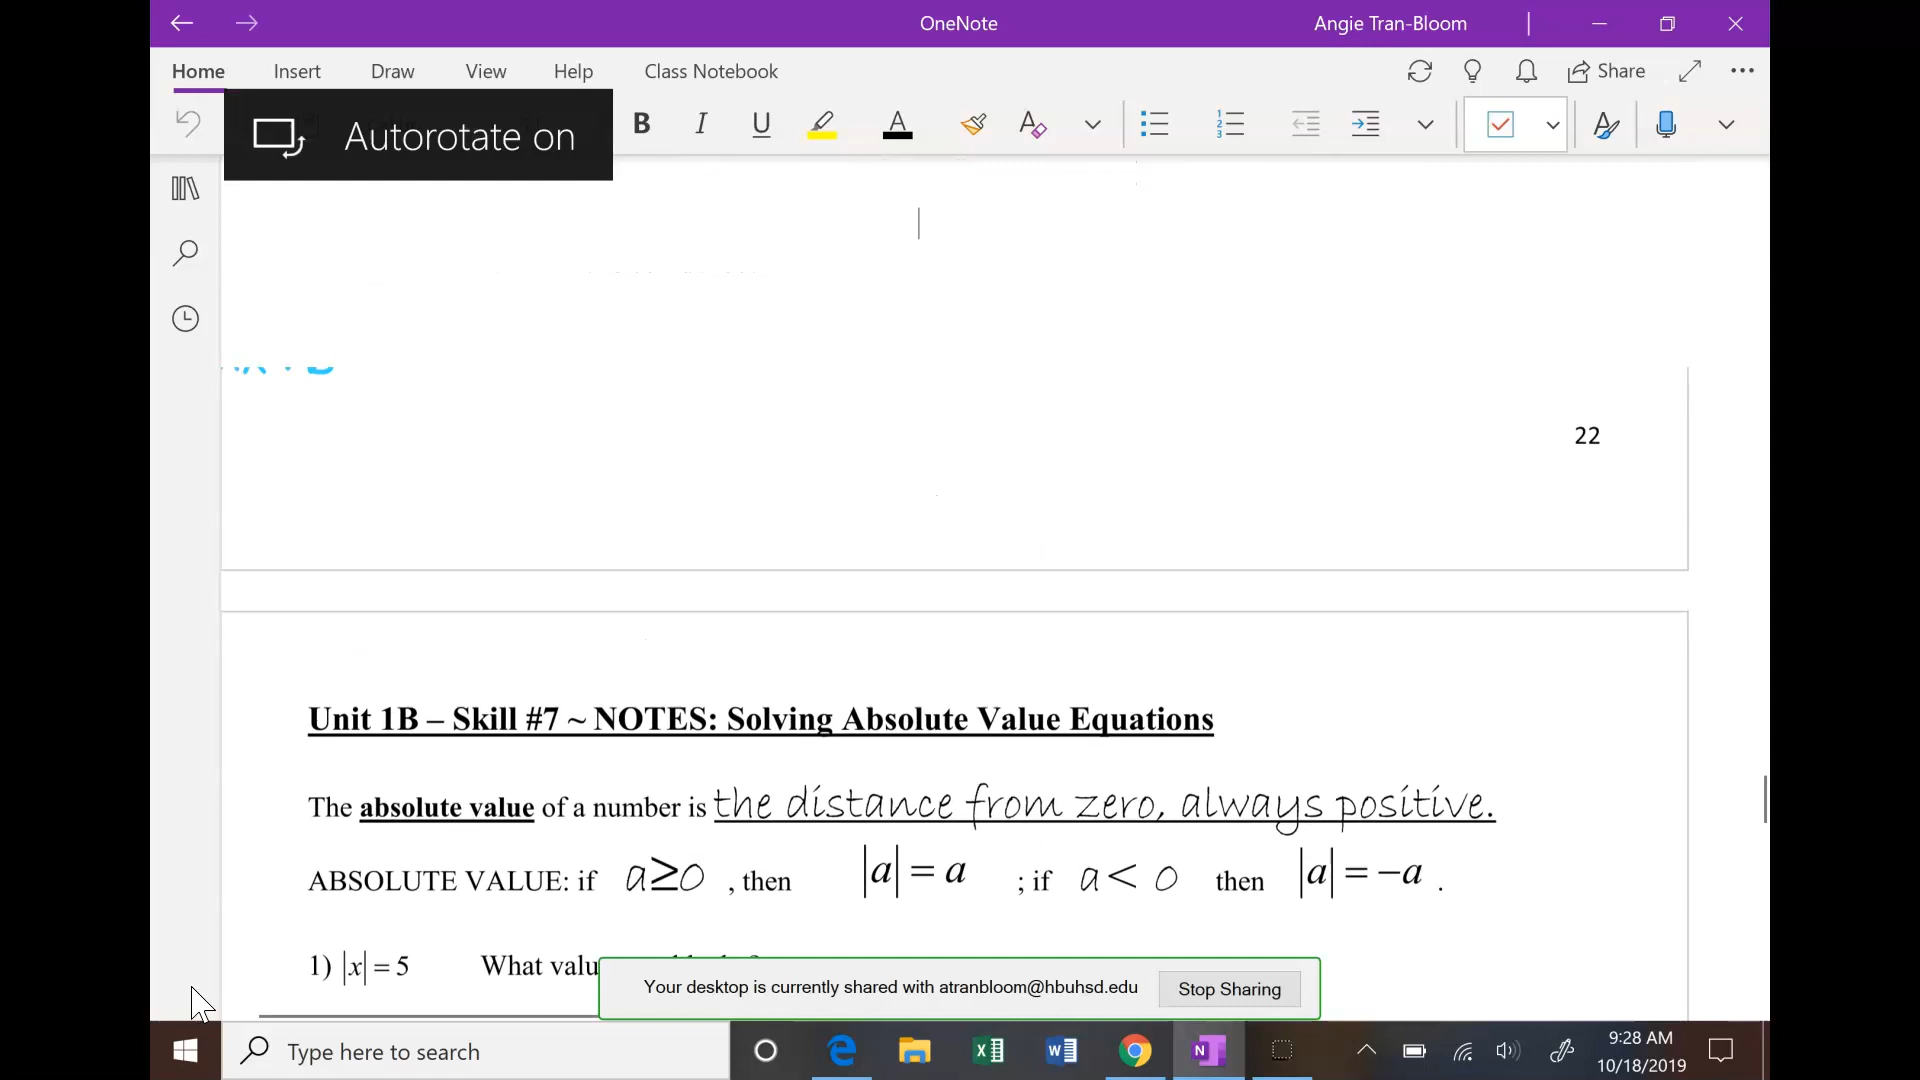 OneNote
Angie Tran-Bloom
Home Insert Draw View Help Class Notebook
Share
Autorotate on
B I U A A
22
Unit 1B – Skill #7 ~ NOTES: Solving Absolute Value Equations
The absolute value of a number is the distance from zero, always positive.
ABSOLUTE VALUE: if a≥0 , then |a| = a ; if a< 0 then |a| = −a .
1) |x| = 5 What
Your desktop is currently shared with atranbloom@hbuhsd.edu Stop Sharing
Type here to search
9:28 AM
10/18/2019